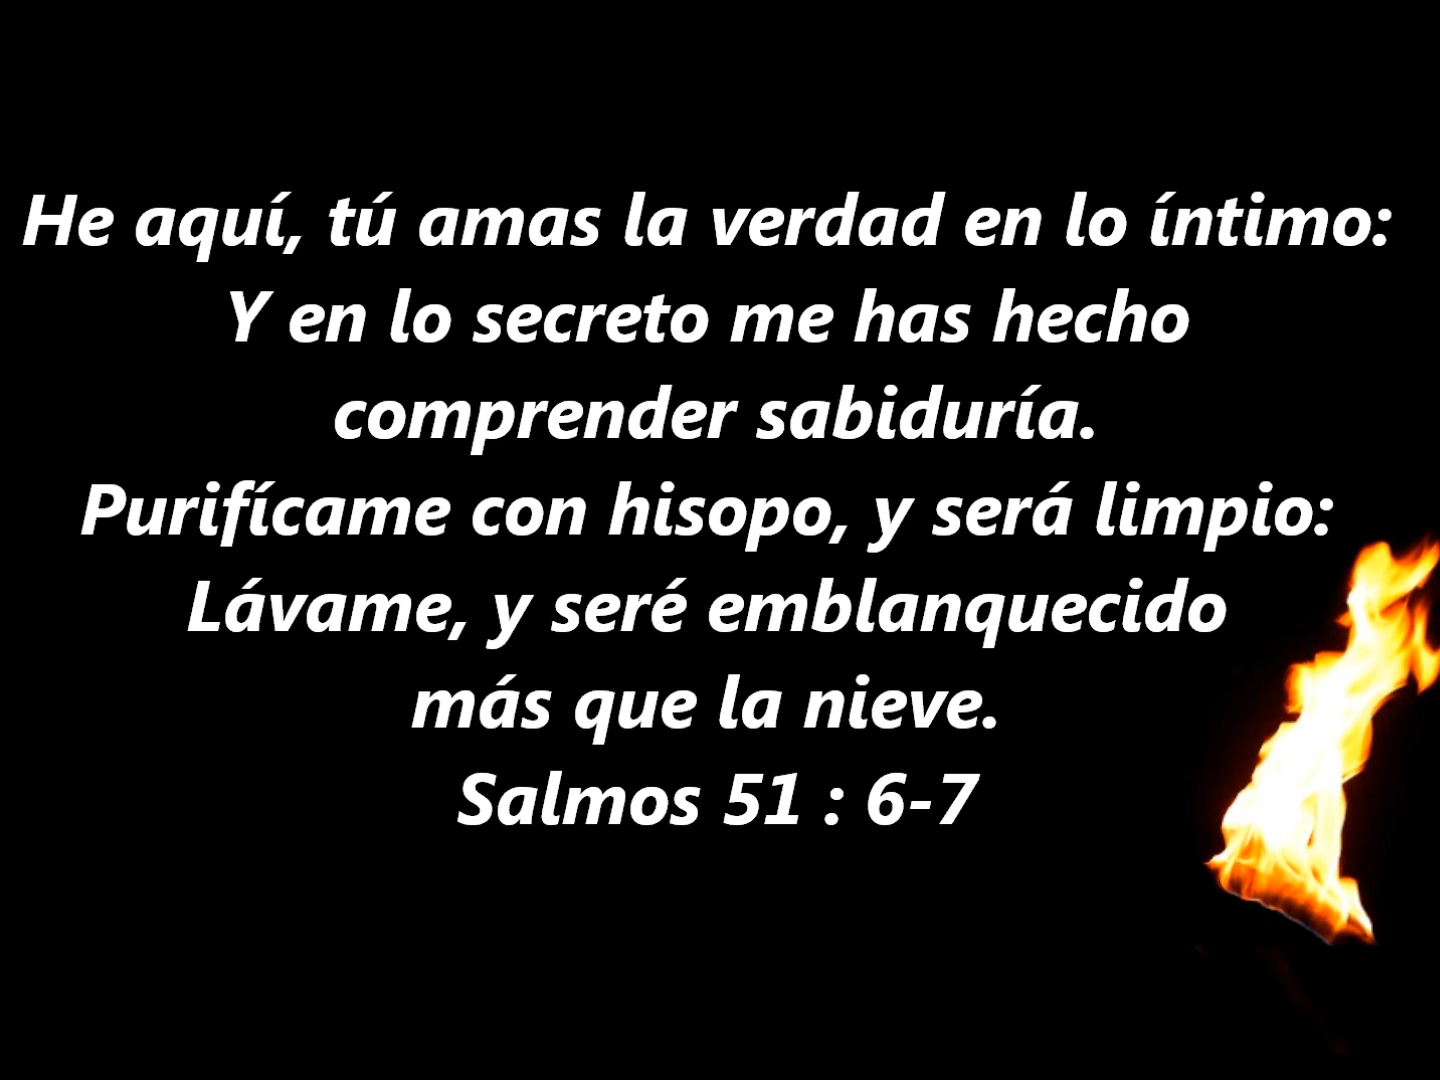 He aquí, tú amas la verdad en lo íntimo:
Y en lo secreto me has hecho
comprender sabiduría.
Purifícame con hisopo, y será limpio:
Lávame, y seré emblanquecido
más que la nieve.
Salmos 51 : 6-7